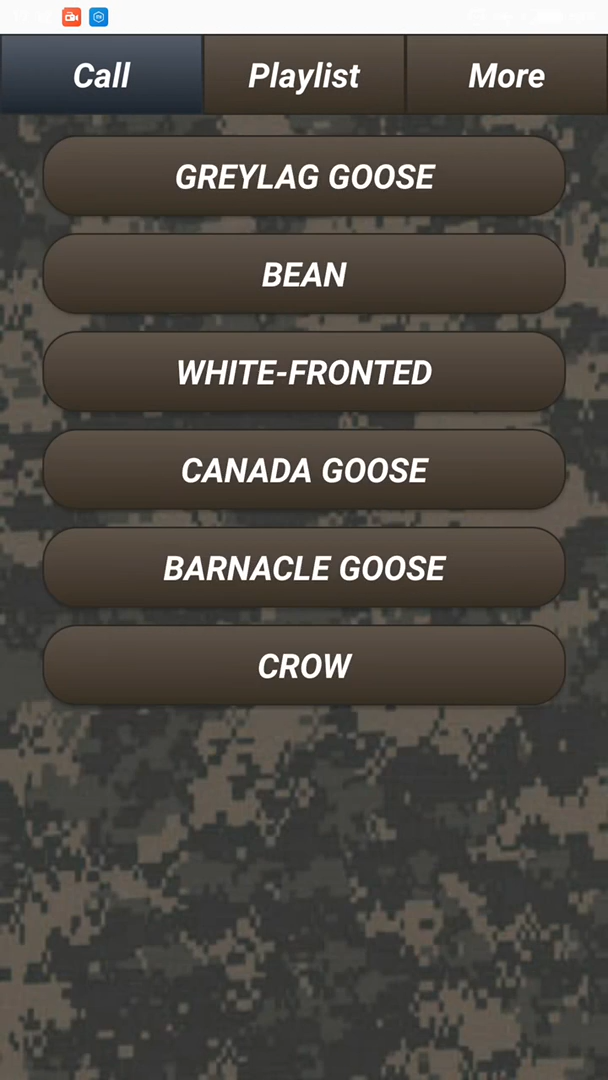 Call
Playlist
More
GREYLAG GOOSE
BEAN
WHITE-FRONTED
CANADA GOOSE
BARNACLE GOOSE
CROW